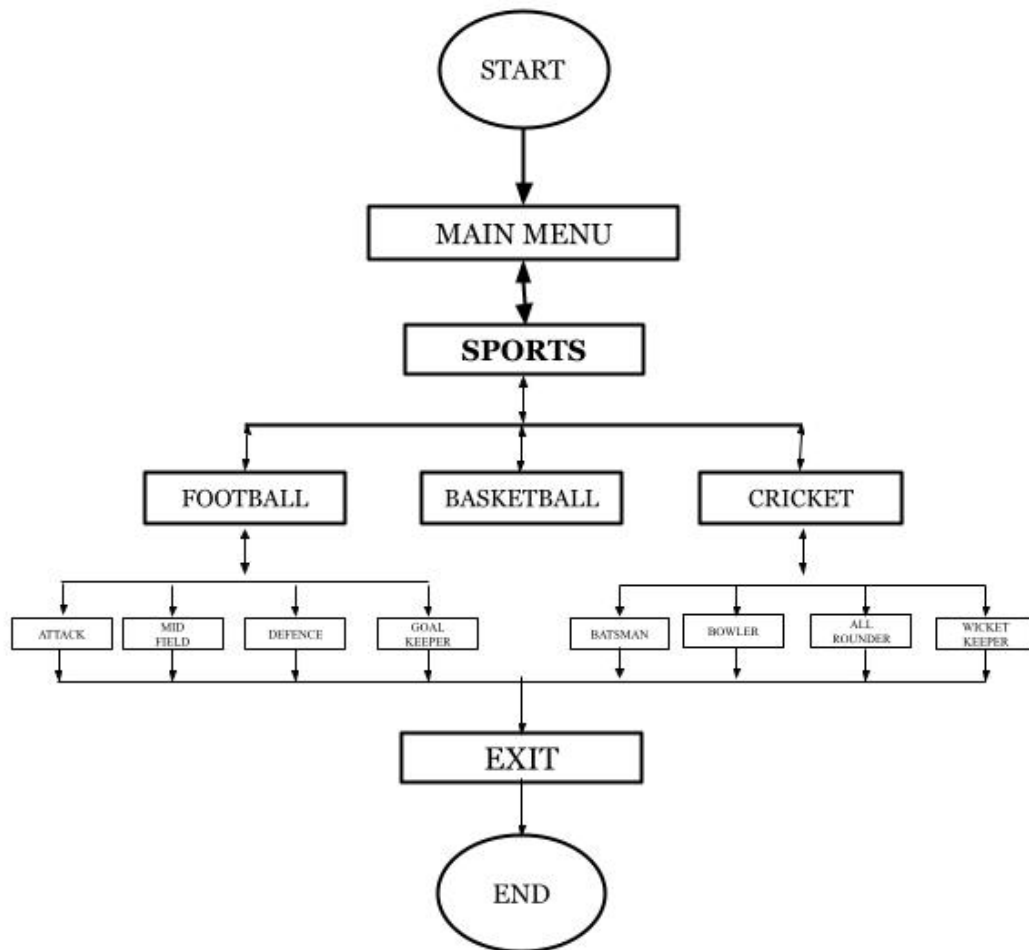 START
MAIN MENU
SPORTS
FOOTBALL
BASKETBALL
CRICKET
ATTACK
MID
FIELD
DEFENCE
GOAL
KEEPER
BATSMAN
BOWLER
ALL
ROUNDER
WICKET
KEEPER
EXIT
END